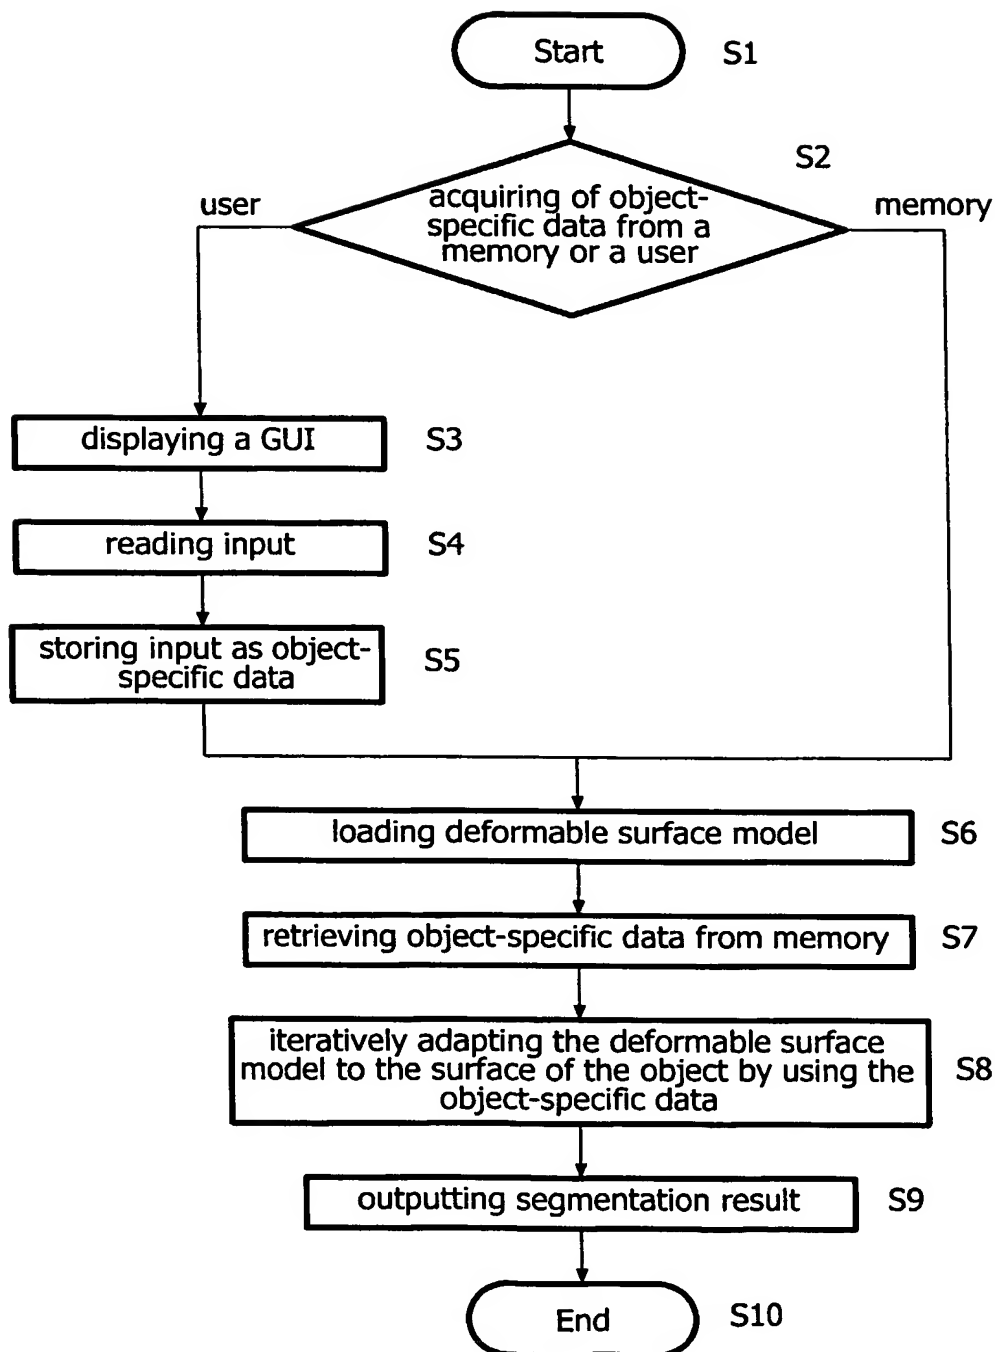 Start
S1
S2
user
memory
acquiring of object-
specific data from a
memory or a user
displaying a GUI
S3
reading input
S4
storing input as object-
specific data
S5
loading deformable surface model
S6
retrieving object-specific data from memory
S7
iteratively adapting the deformable surface
model to the surface of the object by using the
object-specific data
S8
outputting segmentation result
S9
End
S10